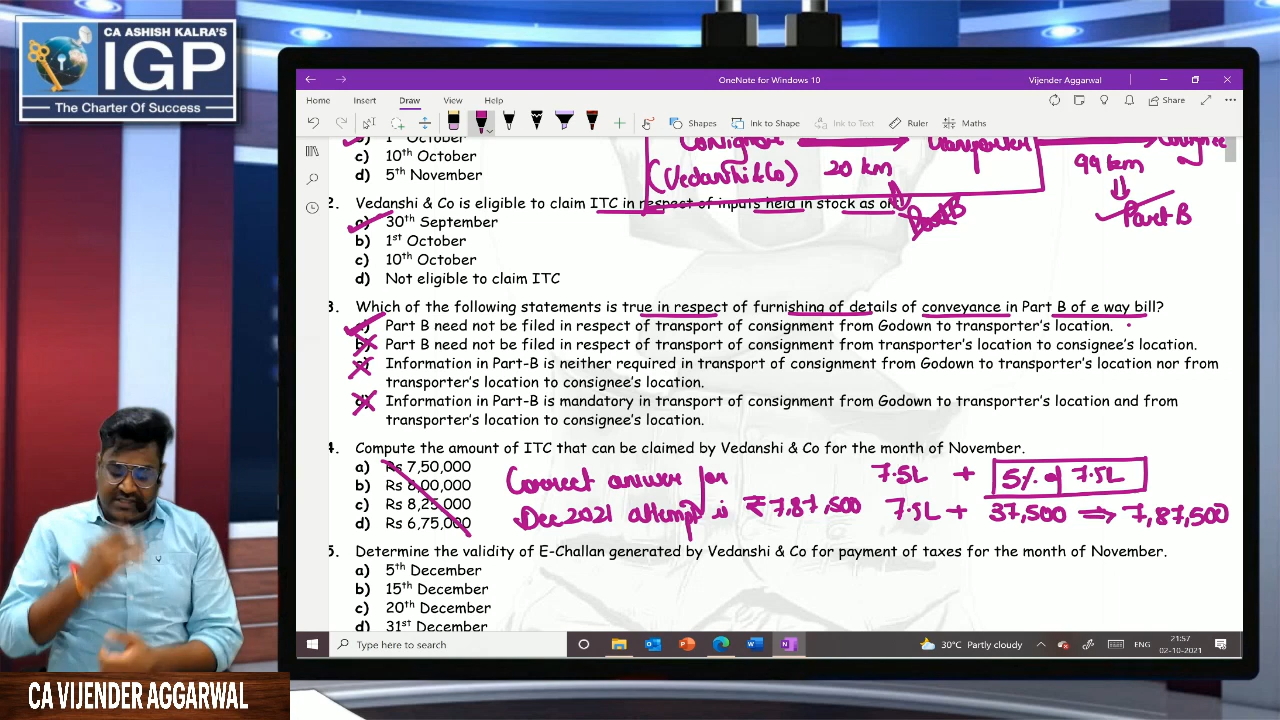 CA ASHISH KALRA'S
IGP
The Charter Of Success
OneNote for Windows 10
Vijender Aggarwal
Home Insert Draw View Help
Share
Shapes
Ink to Shape
Ink to Text
Ruler
Maths
October
c) 10th October
d) 5th November
Consignor
(Vedanshi & Co)
20 km
Transporter
99 km
Part B
Part B
2. Vedanshi & Co is eligible to claim ITC in respect of inputs held in stock as on
a) 30th September
b) 1st October
c) 10th October
d) Not eligible to claim ITC
3. Which of the following statements is true in respect of furnishing of details of conveyance in Part B of e way bill?
a) Part B need not be filed in respect of transport of consignment from Godown to transporter's location.
b) Part B need not be filed in respect of transport of consignment from transporter's location to consignee's location.
c) Information in Part-B is neither required in transport of consignment from Godown to transporter's location nor from
transporter's location to consignee's location.
d) Information in Part-B is mandatory in transport of consignment from Godown to transporter's location and from
transporter's location to consignee's location.
4. Compute the amount of ITC that can be claimed by Vedanshi & Co for the month of November.
a) Rs 7,50,000
b) Rs 8,00,000
c) Rs 8,25,000
d) Rs 6,75,000
Correct answer for
Dec 2021 attempt is ₹7,87,500
7.5L + 5% of 7.5L
7.5L + 37,500 ⇒ 7,87,500
5. Determine the validity of E-Challan generated by Vedanshi & Co for payment of taxes for the month of November.
a) 5th December
b) 15th December
c) 20th December
d) 31st December
Type here to search
30°C Partly cloudy
ENG
21:57
02-10-2021
CA VIJENDER AGGARWAL